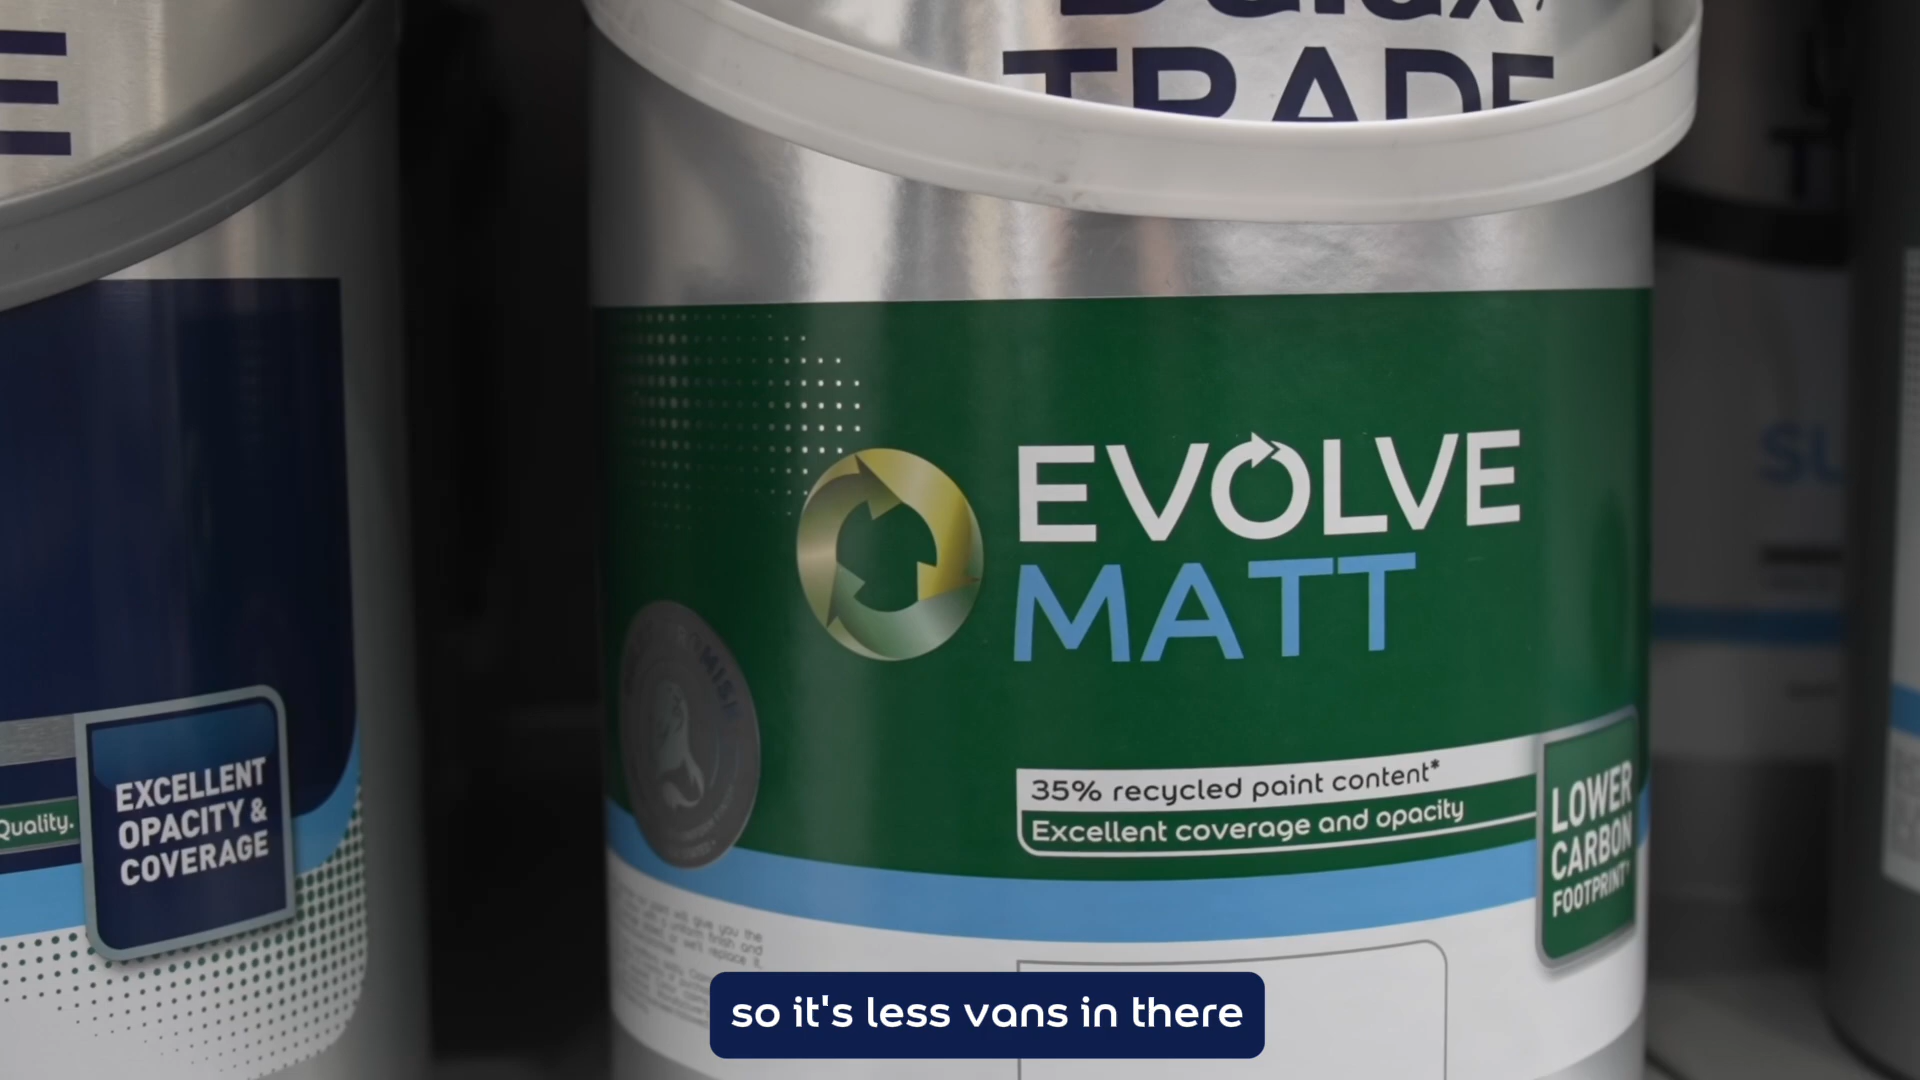 Dulux
TRADE
E
EVOLVE
MATT
35% recycled paint content*
Excellent coverage and opacity
LOWER
CARBON
FOOTPRINT
EXCELLENT
OPACITY &
COVERAGE
Quality.
so it's less vans in there